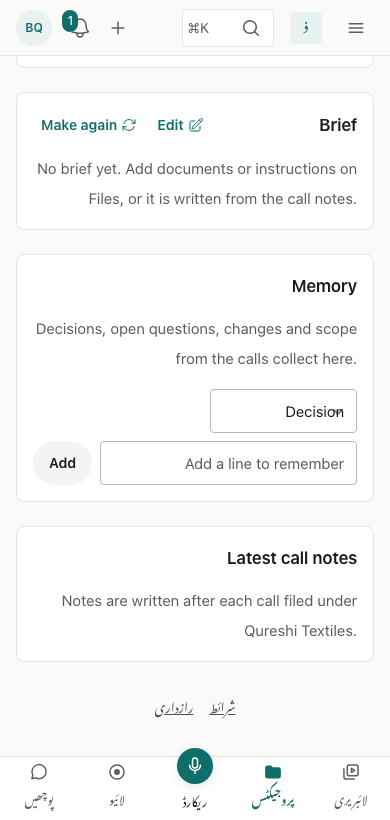 BQ 1 ⌘K ڈ
Brief
Edit
Make again
No brief yet. Add documents or instructions on
Files, or it is written from the call notes.
Memory
Decisions, open questions, changes and scope
from the calls collect here.
Decision
Add a line to remember
Add
Latest call notes
Notes are written after each call filed under
Qureshi Textiles.
شرائط رازداری
لائبریری پروجیکٹس ریکارڈ لائیو پوچھیں